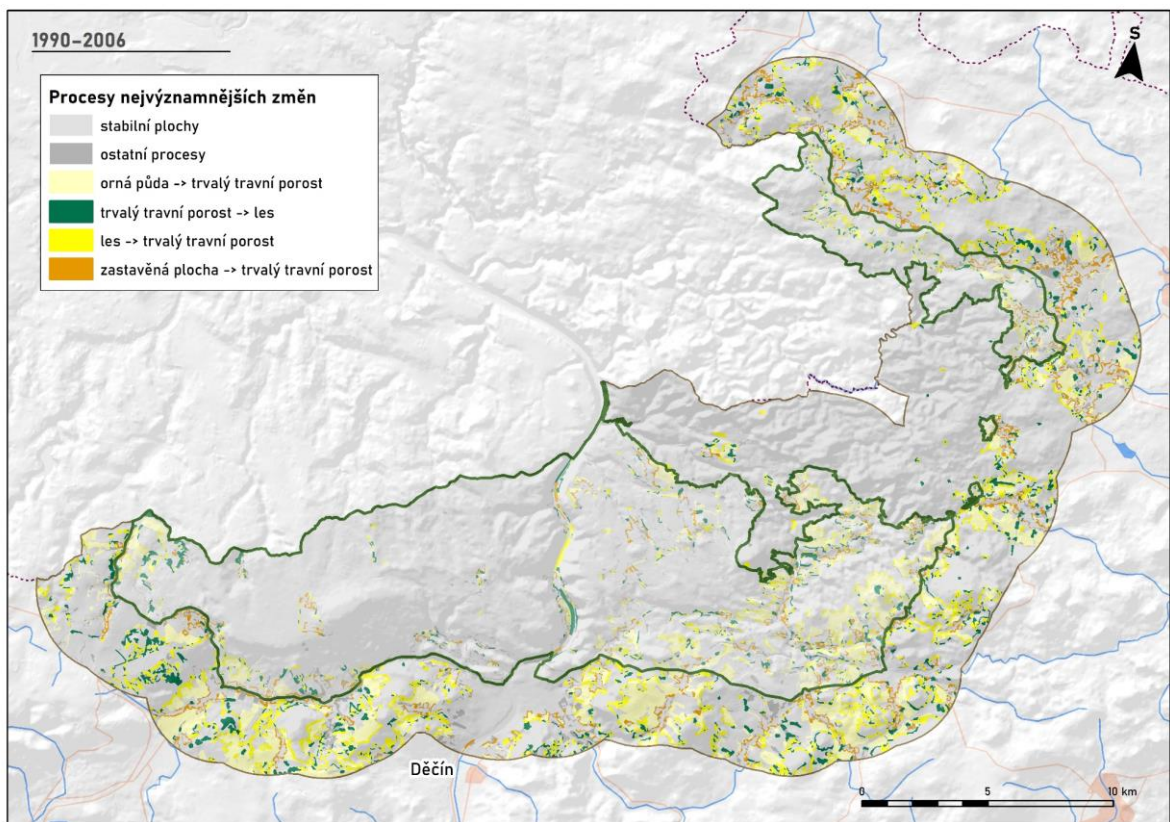 1990–2006
S
Procesy nejvýznamnějších změn
stabilní plochy
ostatní procesy
orná půda -> trvalý travní porost
trvalý travní porost -> les
les -> trvalý travní porost
zastavěná plocha -> trvalý travní porost
Děčín
0 5 10 km